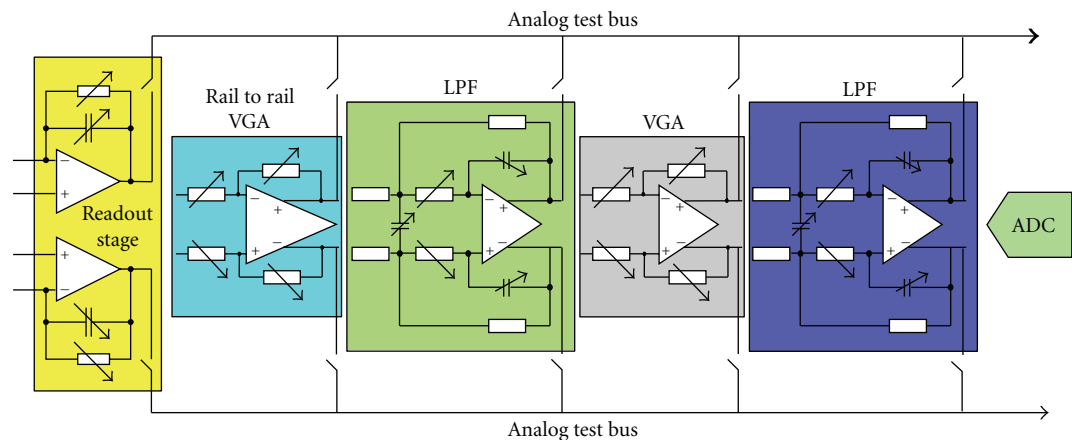 Analog test bus
Rail to rail
VGA
LPF
VGA
LPF
Readout
stage
ADC
Analog test bus